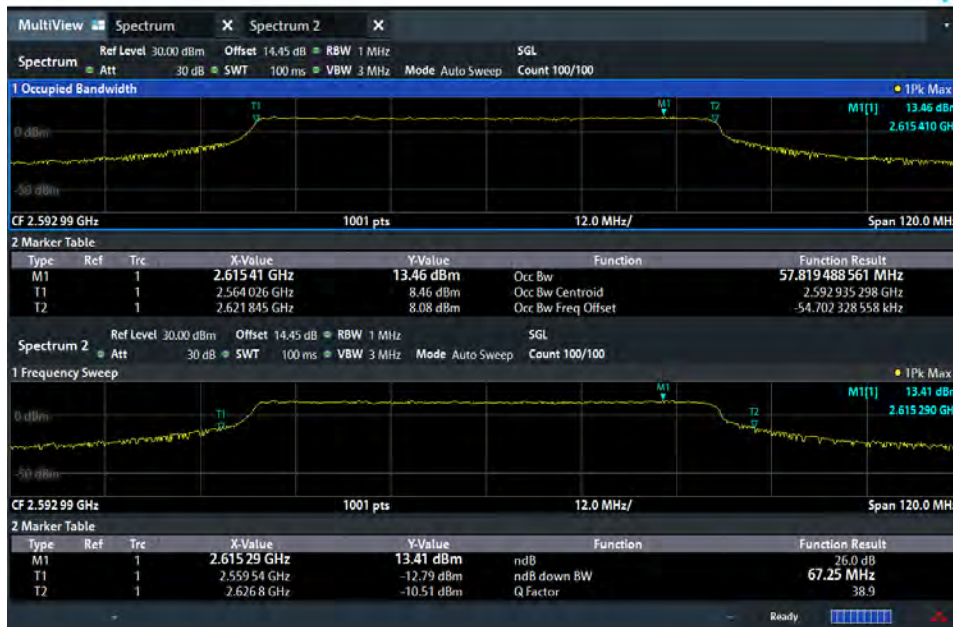 MultiView Spectrum X Spectrum 2 X
Spectrum Ref Level 30.00 dBm Offset 14.45 dB RBW 1 MHz SGL
Att 30 dB SWT 100 ms VBW 3 MHz Mode Auto Sweep Count 100/100
1 Occupied Bandwidth 1Pk Max
T1 M1 T2 M1[1] 13.46 dBm
0 dBm 2.615 410 GH
-50 dBm
CF 2.592 99 GHz 1001 pts 12.0 MHz/ Span 120.0 MH
2 Marker Table
Type Ref Trc X-Value Y-Value Function Function Result
M1 1 2.615 41 GHz 13.46 dBm Occ Bw 57.819 488 561 MHz
T1 1 2.564 026 GHz 8.46 dBm Occ Bw Centroid 2.592 935 298 GHz
T2 1 2.621 845 GHz 8.08 dBm Occ Bw Freq Offset -54.702 328 558 kHz
Spectrum 2 Ref Level 30.00 dBm Offset 14.45 dB RBW 1 MHz SGL
Att 30 dB SWT 100 ms VBW 3 MHz Mode Auto Sweep Count 100/100
1 Frequency Sweep 1Pk Max
M1 M1[1] 13.41 dBm
0 dBm T1 T2 2.615 290 GH
-50 dBm
CF 2.592 99 GHz 1001 pts 12.0 MHz/ Span 120.0 MH
2 Marker Table
Type Ref Trc X-Value Y-Value Function Function Result
M1 1 2.615 29 GHz 13.41 dBm ndB 26.0 dB
T1 1 2.559 54 GHz -12.79 dBm ndB down BW 67.25 MHz
T2 1 2.626 8 GHz -10.51 dBm Q Factor 38.9
Ready